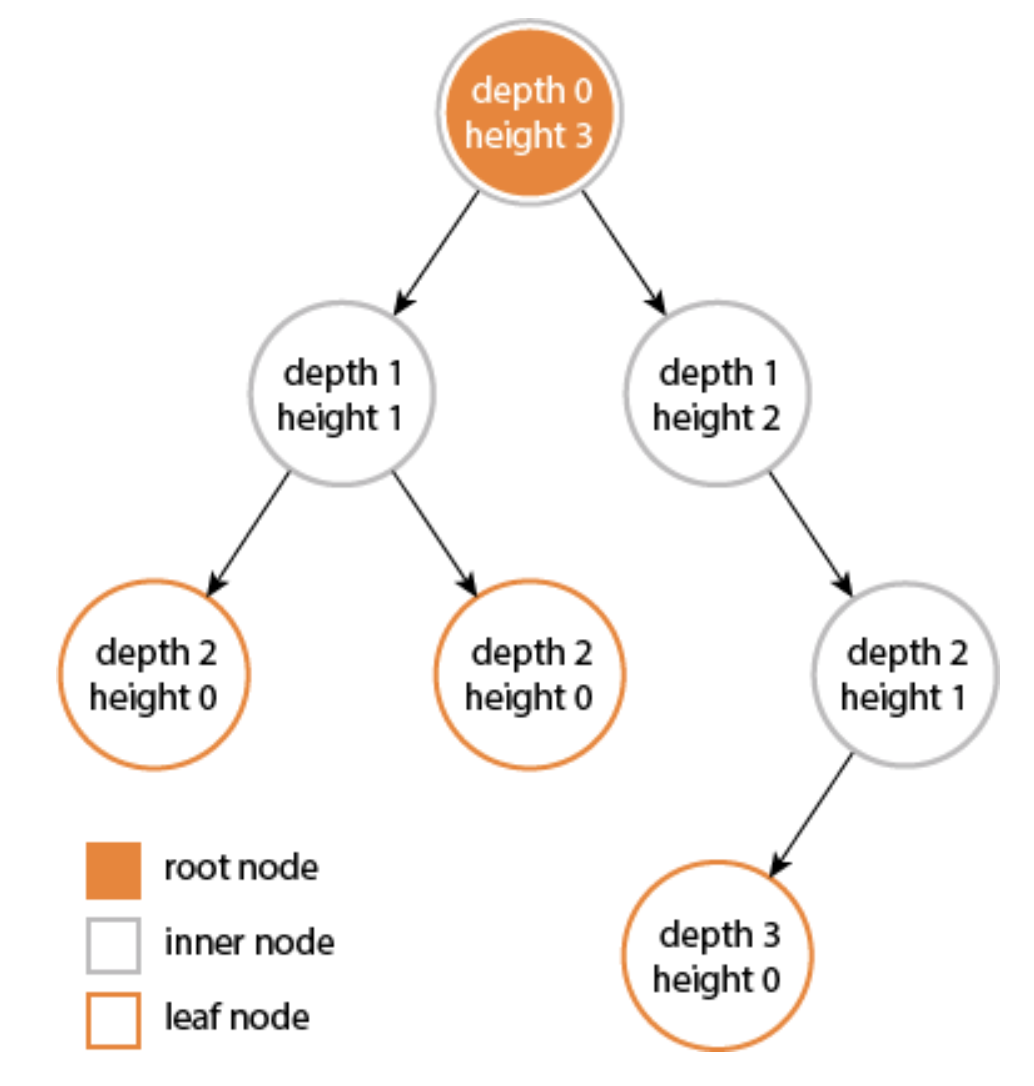 depth 0
height 3
depth 1
height 1
depth 1
height 2
depth 2
height 0
depth 2
height 0
depth 2
height 1
depth 3
height 0
root node
inner node
leaf node